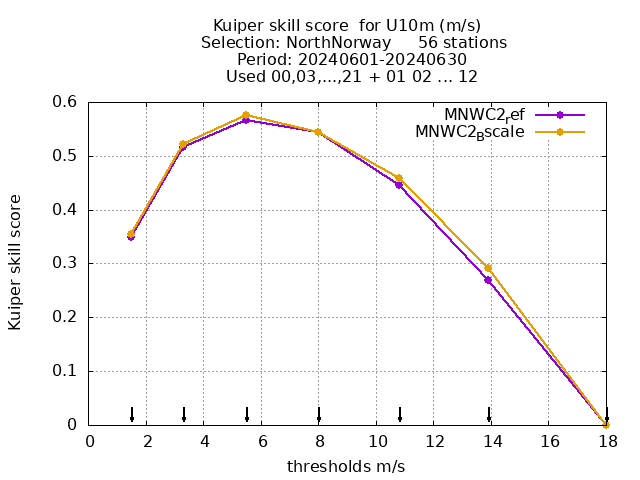 Kuiper skill score  for U10m (m/s)
Selection: NorthNorway     56 stations
Period: 20240601-20240630
Used 00,03,...,21 + 01 02 ... 12
MNWC2ref
MNWC2Bscale
0.6
0.5
0.4
0.3
0.2
0.1
0
Kuiper skill score
0 2 4 6 8 10 12 14 16 18
thresholds m/s